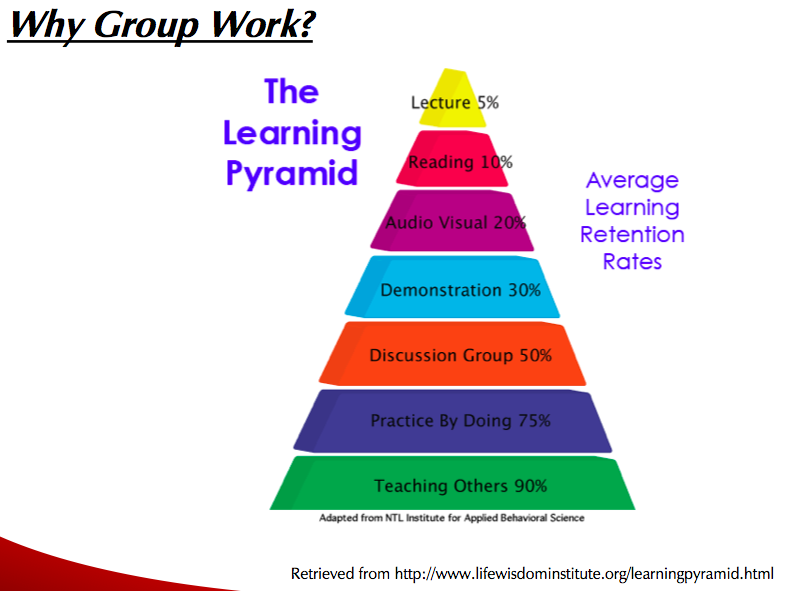 Why Group Work?
The
Learning
Pyramid
Lecture 5%
Reading 10%
Audio Visual 20%
Average
Learning
Retention
Rates
Demonstration 30%
Discussion Group 50%
Practice By Doing 75%
Teaching Others 90%
Adapted from NTL Institute for Applied Behavioral Science
Retrieved from http://www.lifewisdominstitute.org/learningpyramid.html